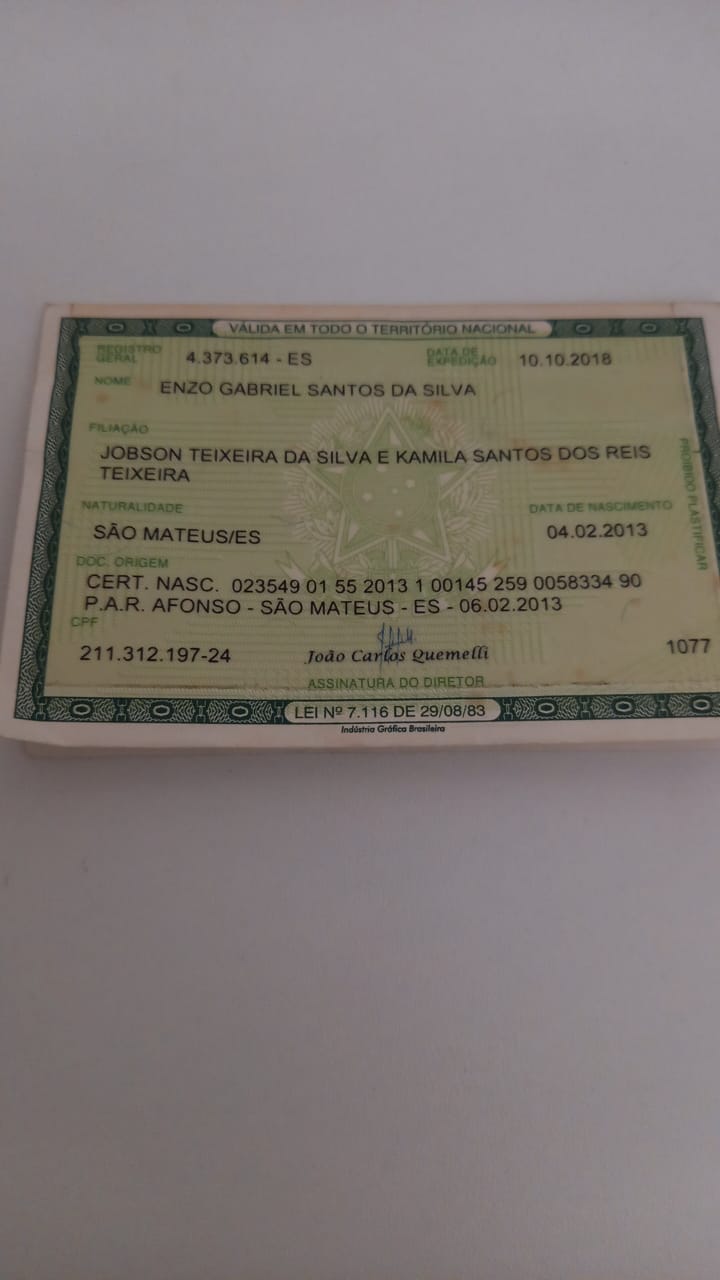 VÁLIDA EM TODO O TERRITÓRIO NACIONAL
REGISTRO GERAL 4.373.614 - ES DATA DE EXPEDIÇÃO 10.10.2018
NOME ENZO GABRIEL SANTOS DA SILVA
FILIAÇÃO
JOBSON TEIXEIRA DA SILVA E KAMILA SANTOS DOS REIS
TEIXEIRA
NATURALIDADE DATA DE NASCIMENTO
SÃO MATEUS/ES 04.02.2013
DOC. ORIGEM
CERT. NASC. 023549 01 55 2013 1 00145 259 0058334 90
P.A.R. AFONSO - SÃO MATEUS - ES - 06.02.2013
CPF
211.312.197-24 João Carlos Quemelli 1077
ASSINATURA DO DIRETOR
LEI Nº 7.116 DE 29/08/83
Indústria Gráfica Brasileira
PROIBIDO PLASTIFICAR